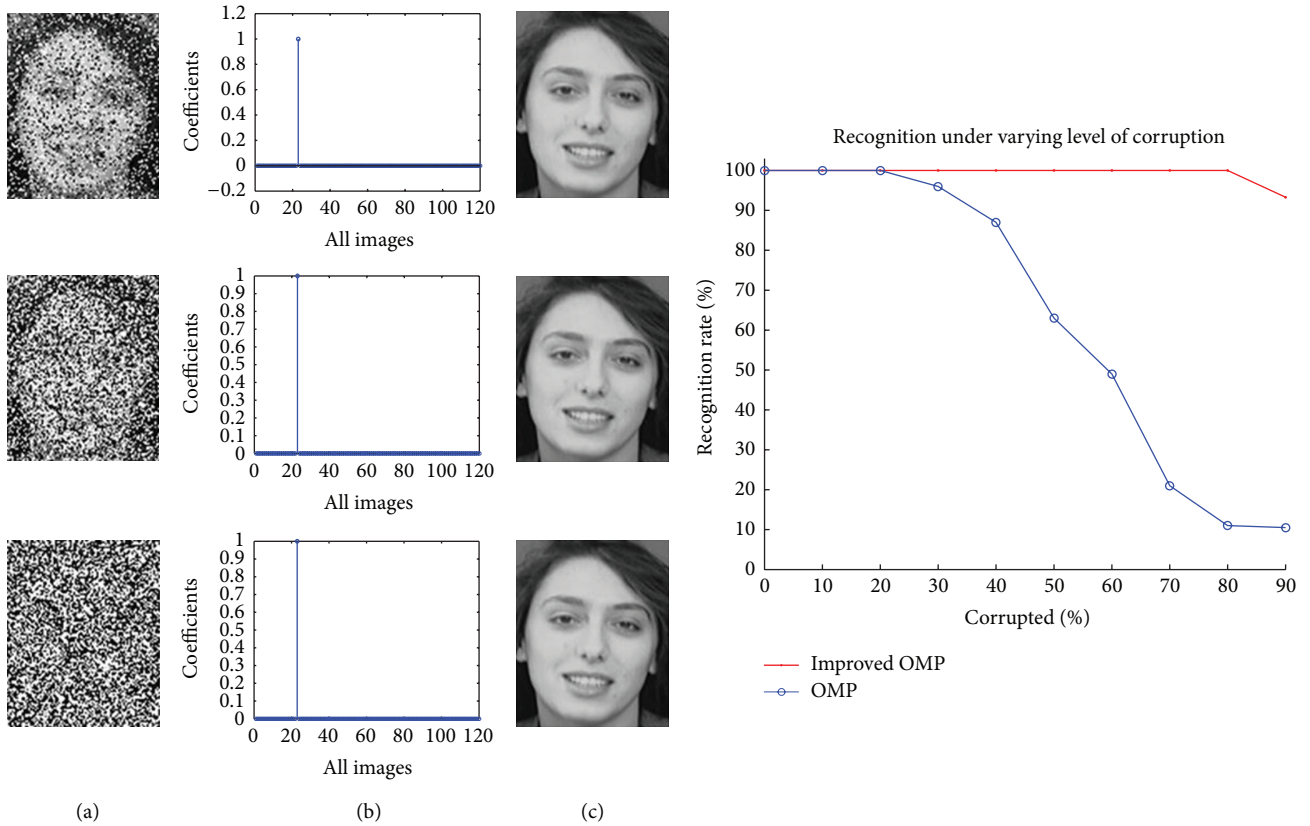 1.2
1
0.8
0.6
0.4
0.2
0
−0.2
Coefficients
0 20 40 60 80 100 120
All images
1
0.9
0.8
0.7
0.6
0.5
0.4
0.3
0.2
0.1
0
Coefficients
0 20 40 60 80 100 120
All images
1
0.9
0.8
0.7
0.6
0.5
0.4
0.3
0.2
0.1
0
Coefficients
0 20 40 60 80 100 120
All images
(a) (b) (c)
Recognition under varying level of corruption
100
90
80
70
60
50
40
30
20
10
0
Recognition rate (%)
0 10 20 30 40 50 60 70 80 90
Corrupted (%)
Improved OMP
OMP